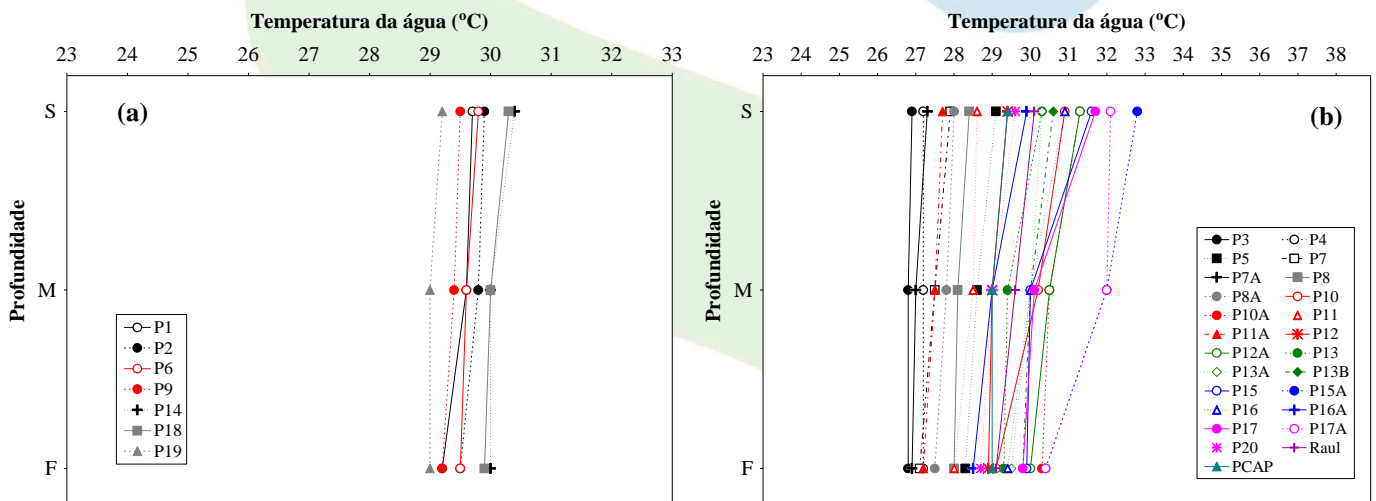 Temperatura da água (ºC)
23 24 25 26 27 28 29 30 31 32 33
S
M
F
Profundidade
(a)
P1
P2
P6
P9
P14
P18
P19
Temperatura da água (ºC)
23 24 25 26 27 28 29 30 31 32 33 34 35 36 37 38
S
M
F
Profundidade
(b)
P3 P4
P5 P7
P7A P8
P8A P10
P10A P11
P11A P12
P12A P13
P13A P13B
P15 P15A
P16 P16A
P17 P17A
P20 Raul
PCAP